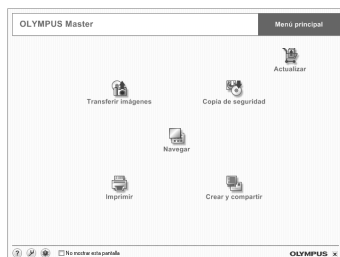 OLYMPUS Master
Menú principal
Actualizar
Transferir imágenes
Copia de seguridad
Navegar
Imprimir
Crear y compartir
?
No mostrar esta pantalla
OLYMPUS ×